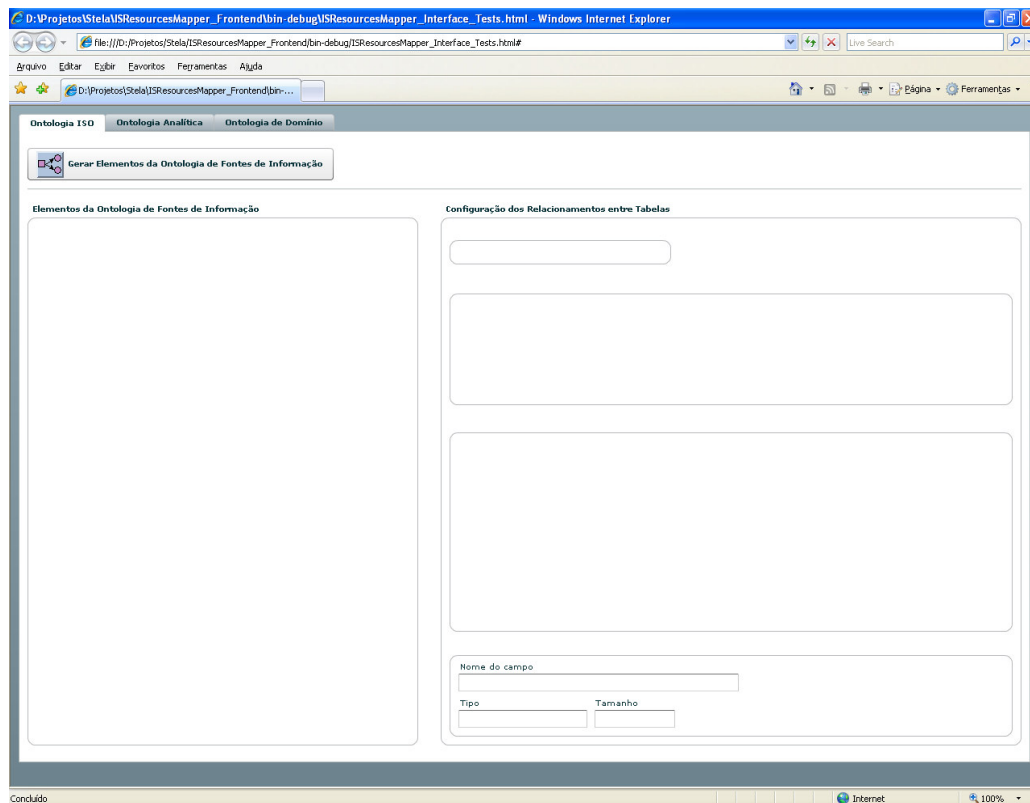 D:\Projetos\Stela\ISResourcesMapper_Frontend\bin-debug\ISResourcesMapper_Interface_Tests.html - Windows Internet Explorer
file:///D:/Projetos/Stela/ISResourcesMapper_Frontend/bin-debug/ISResourcesMapper_Interface_Tests.html# Live Search
Arquivo Editar Exibir Favoritos Ferramentas Ajuda
D:\Projetos\Stela\ISResourcesMapper_Frontend\bin-... Página Ferramentas
Ontologia ISO Ontologia Analítica Ontologia de Domínio
Gerar Elementos da Ontologia de Fontes de Informação
Elementos da Ontologia de Fontes de Informação Configuração dos Relacionamentos entre Tabelas
Nome do campo
Tipo Tamanho
Concluído Internet 100%